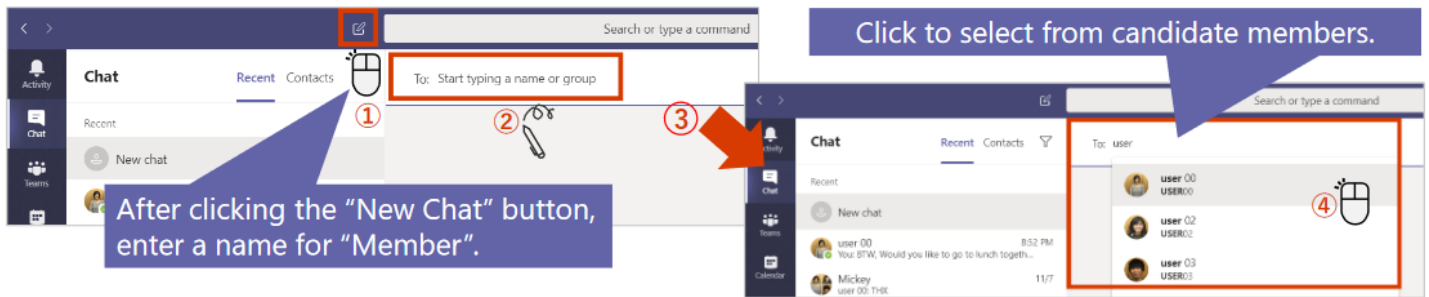 Search or type a command
Activity
Chat
Recent Contacts
To: Start typing a name or group
①
②
③
Recent
Chat
New chat
Teams
After clicking the “New Chat” button,
enter a name for “Member”.
Click to select from candidate members.
Search or type a command
Activity
Chat
Recent Contacts
To: user
Chat
Recent
user 00
USER00
④
New chat
Teams
user 02
USER02
user 00 8:52 PM
You: BTW, Would you like to go to lunch togeth...
Calendar
user 03
USER03
Mickey 11/7
user 00: THX